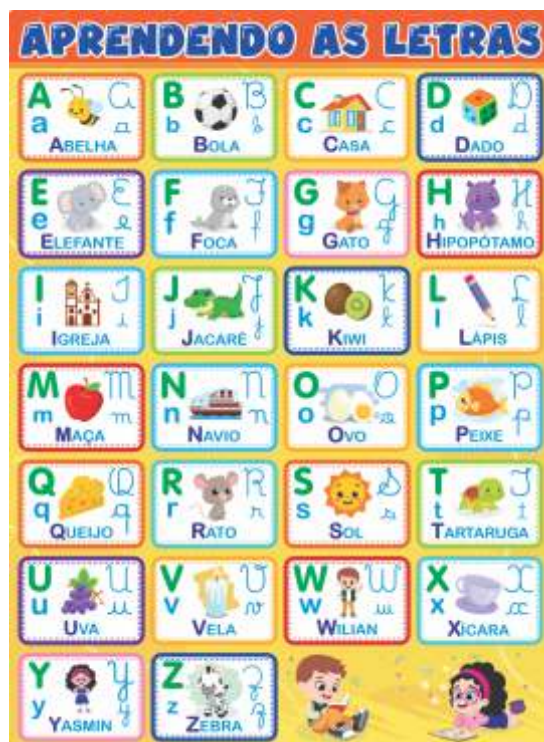 APRENDENDO AS LETRAS
A A
a a
ABELHA
B B
b b
BOLA
C C
c c
CASA
D D
d d
DADO
E E
e e
ELEFANTE
F F
f f
FOCA
G G
g g
GATO
H H
h h
HIPOPÓTAMO
I I
i i
IGREJA
J J
j j
JACARÉ
K K
k k
KIWI
L L
l l
LÁPIS
M M
m m
MAÇA
N N
n n
NAVIO
O O
o o
OVO
P P
p p
PEIXE
Q Q
q q
QUEIJO
R R
r r
RATO
S S
s s
SOL
T T
t t
TARTARUGA
U U
u u
UVA
V V
v v
VELA
W W
w w
WILIAN
X X
x x
XÍCARA
Y Y
y y
YASMIN
Z Z
z z
ZEBRA